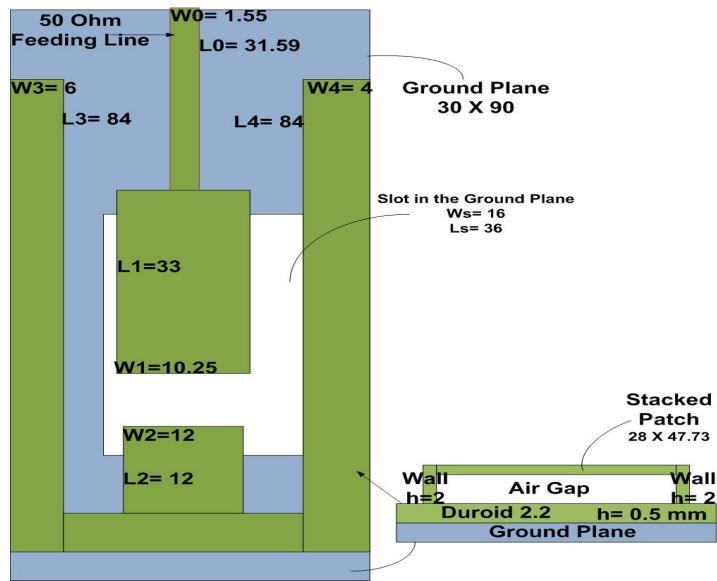 50 Ohm
Feeding Line
W0= 1.55
L0= 31.59
W3= 6
W4= 4
L3= 84
L4= 84
Ground Plane
30 X 90
Slot in the Ground Plane
Ws= 16
Ls= 36
L1=33
W1=10.25
W2=12
L2= 12
Stacked
Patch
28 X 47.73
Wall
h=2
Air Gap
Wall
h= 2
Duroid 2.2
h= 0.5 mm
Ground Plane